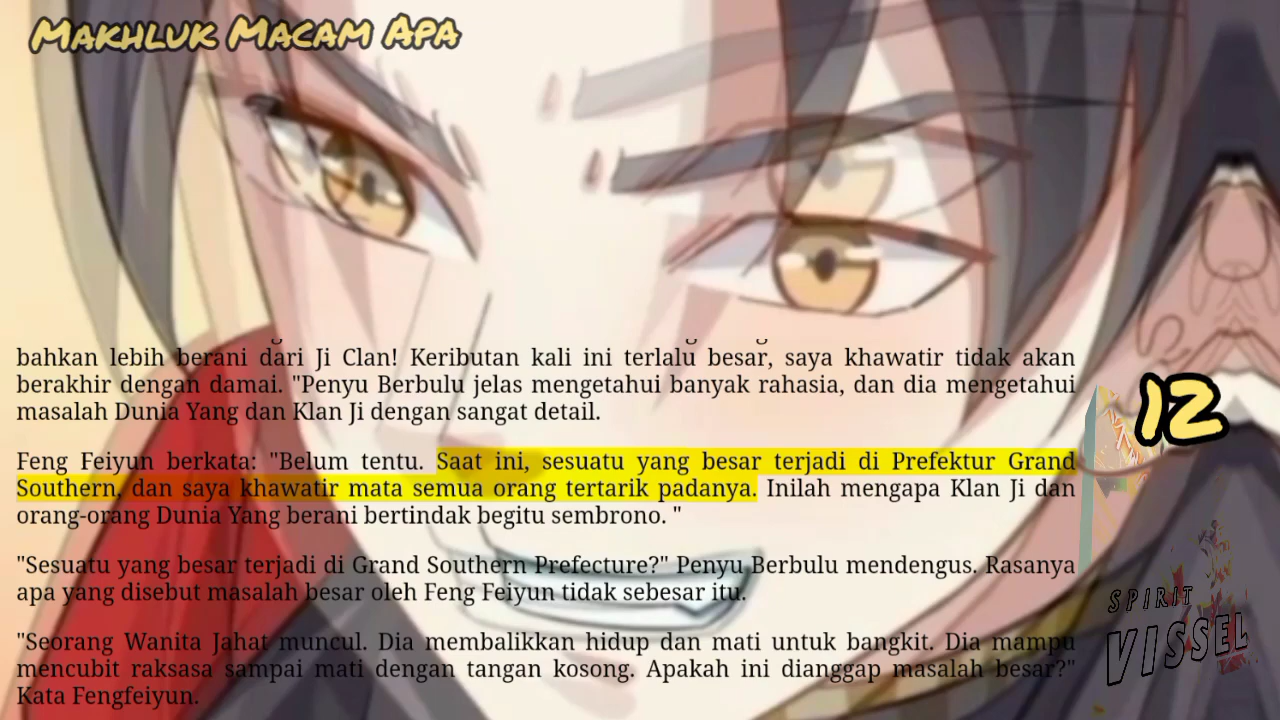 Makhluk Macam Apa
bahkan lebih berani dari Ji Clan! Keributan kali ini terlalu besar, saya khawatir tidak akan
berakhir dengan damai. "Penyu Berbulu jelas mengetahui banyak rahasia, dan dia mengetahui
masalah Dunia Yang dan Klan Ji dengan sangat detail.
12
Feng Feiyun berkata: "Belum tentu. Saat ini, sesuatu yang besar terjadi di Prefektur Grand
Southern, dan saya khawatir mata semua orang tertarik padanya. Inilah mengapa Klan Ji dan
orang-orang Dunia Yang berani bertindak begitu sembrono. "
"Sesuatu yang besar terjadi di Grand Southern Prefecture?" Penyu Berbulu mendengus. Rasanya
apa yang disebut masalah besar oleh Feng Feiyun tidak sebesar itu.
"Seorang Wanita Jahat muncul. Dia membalikkan hidup dan mati untuk bangkit. Dia mampu
mencubit raksasa sampai mati dengan tangan kosong. Apakah ini dianggap masalah besar?"
Kata Fengfeiyun.
SPIRIT
VISSEL